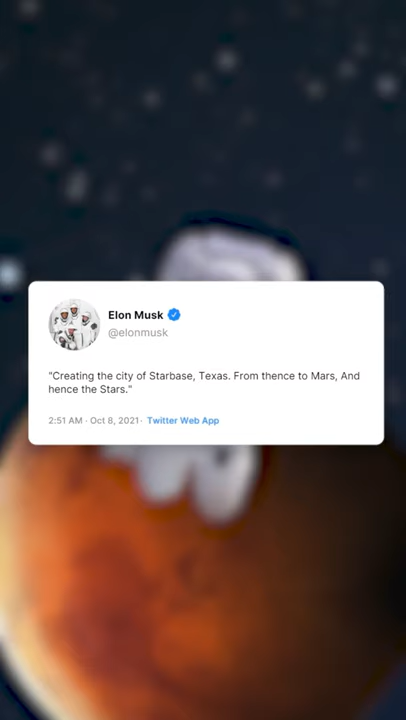 Elon Musk
@elonmusk
"Creating the city of Starbase, Texas. From thence to Mars, And
hence the Stars."
2:51 AM · Oct 8, 2021 · Twitter Web App